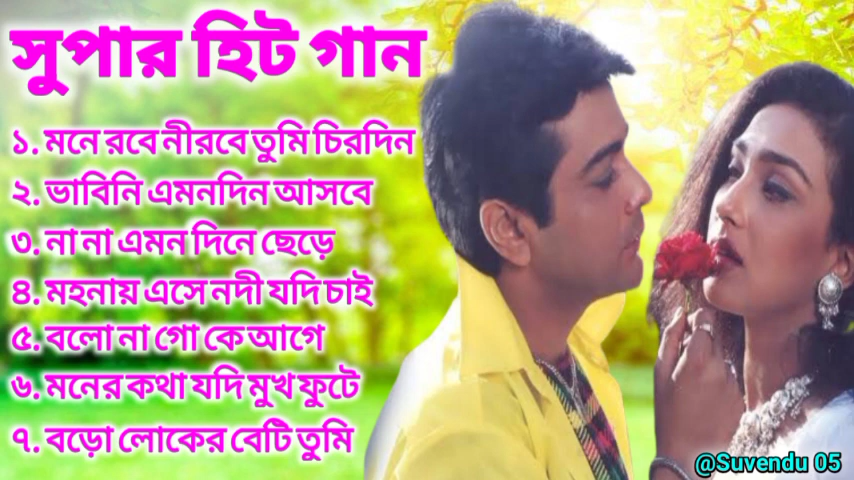 সুপার হিট গান
১. মনে রবে নীরবে তুমি চিরদিন
২. ভাবিনি এমনদিন আসবে
৩. না না এমন দিনে ছেড়ে
৪. মহনায় এসে নদী যদি চাই
৫. বলো না গো কে আগে
৬. মনের কথা যদি মুখ ফুটে
৭. বড়ো লোকের বেটি তুমি
@Suvendu 05